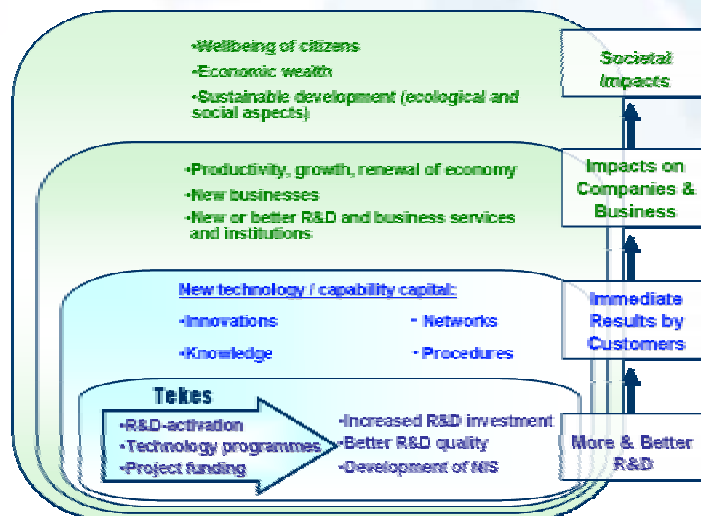 •Wellbeing of citizens
•Economic wealth
•Sustainable development (ecological and
social aspects)
Societal
Impacts
•Productivity, growth, renewal of economy
•New businesses
•New or better R&D and business services
and institutions
Impacts on
Companies &
Business
New technology / capability capital:
•Innovations
• Networks
•Knowledge
• Procedures
Immediate
Results by
Customers
Tekes
•R&D-activation
•Technology programmes
•Project funding
•Increased R&D investment
•Better R&D quality
•Development of NIS
More & Better
R&D